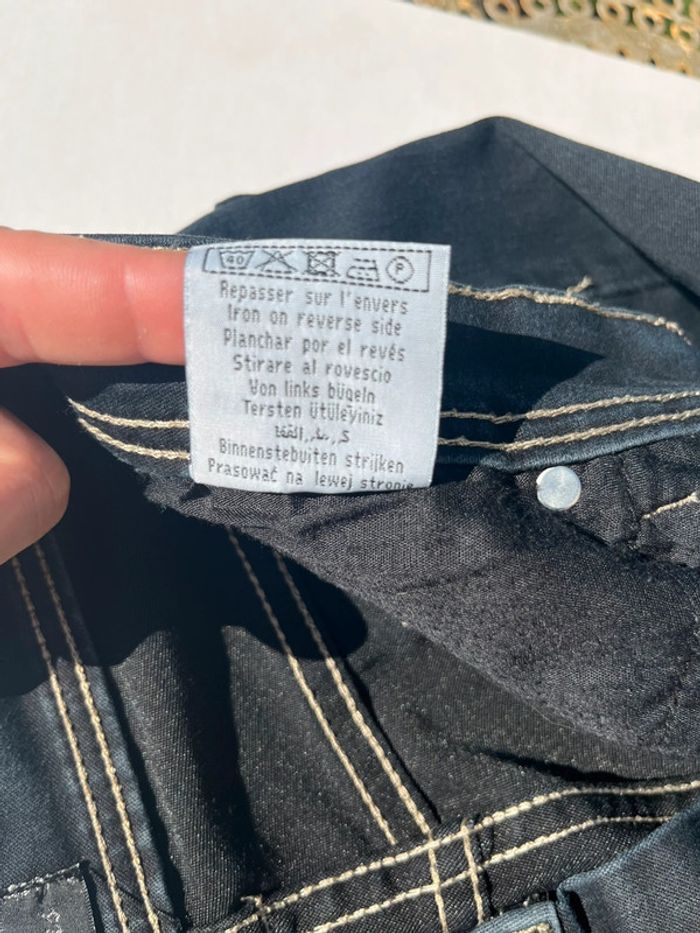 40 P
Repasser sur l'envers
Iron on reverse side
Planchar por el revés
Stirare al rovescio
Von links bügeln
Tersten ütüleyiniz
Binnenstebuiten strijken
Prasować na lewej stronie